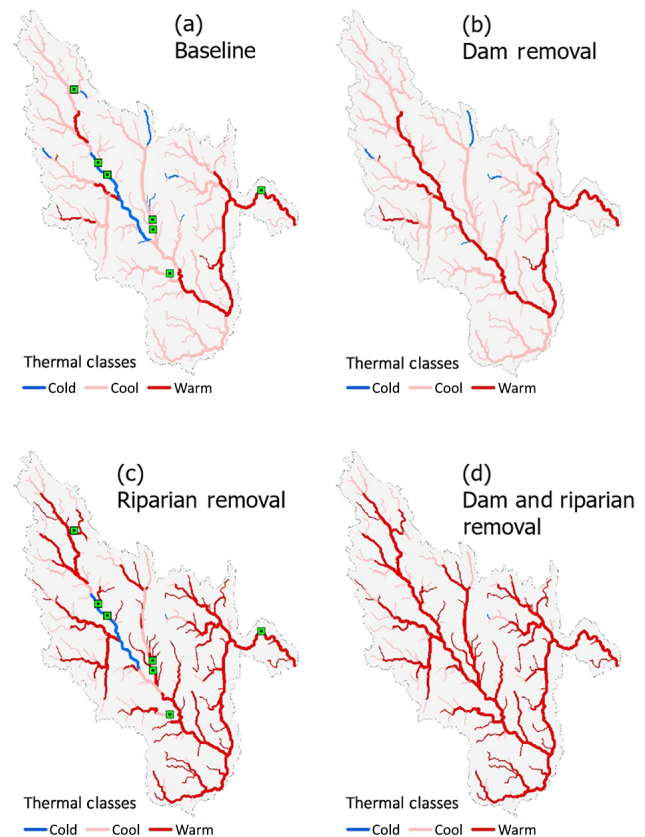 (a)
Baseline
Thermal classes
Cold Cool Warm
(b)
Dam removal
Thermal classes
Cold Cool Warm
(c)
Riparian removal
Thermal classes
Cold Cool Warm
(d)
Dam and riparian
removal
Thermal classes
Cold Cool Warm